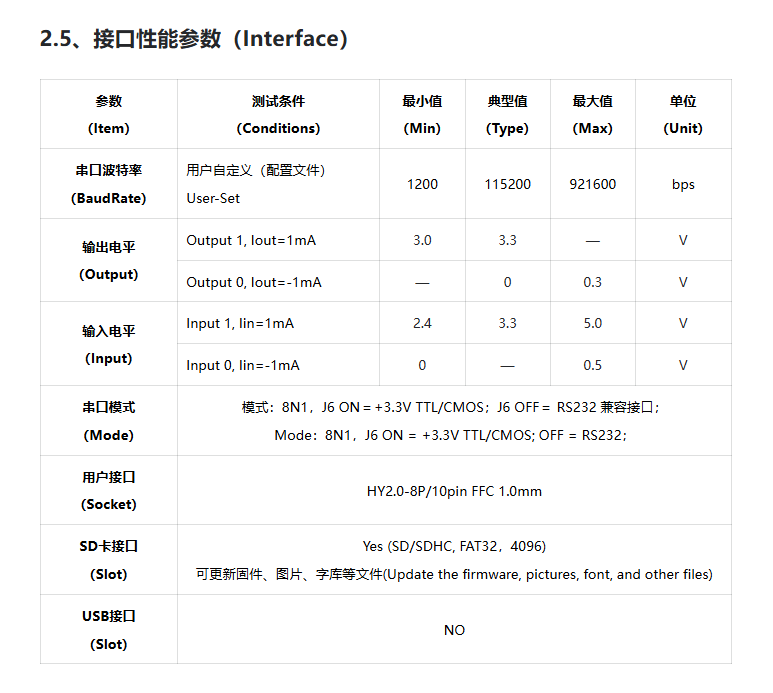 2.5、接口性能参数（Interface）
参数 测试条件 最小值 典型值 最大值 单位
(Item) (Conditions) (Min) (Type) (Max) (Unit)
串口波特率 用户自定义（配置文件）
(BaudRate) User-Set 1200 115200 921600 bps
输出电平 Output 1, Iout=1mA 3.0 3.3 — V
(Output) Output 0, Iout=-1mA — 0 0.3 V
输入电平 Input 1, Iin=1mA 2.4 3.3 5.0 V
(Input) Input 0, Iin=-1mA 0 — 0.5 V
串口模式 模式：8N1，J6 ON＝+3.3V TTL/CMOS；J6 OFF＝ RS232 兼容接口；
(Mode) Mode：8N1，J6 ON = +3.3V TTL/CMOS; OFF = RS232；
用户接口
(Socket) HY2.0-8P/10pin FFC 1.0mm
SD卡接口 Yes (SD/SDHC, FAT32，4096)
(Slot) 可更新固件、图片、字库等文件(Update the firmware, pictures, font, and other files)
USB接口
(Slot) NO